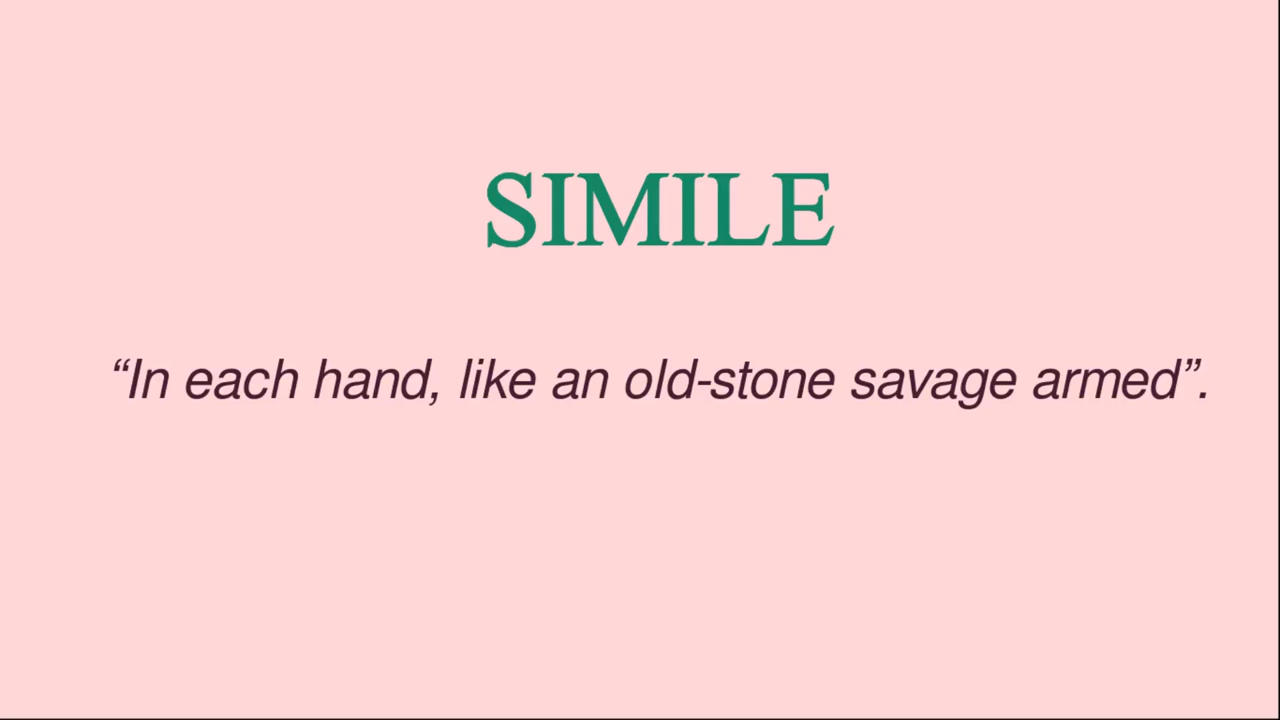 SIMILE
“In each hand, like an old-stone savage armed”.